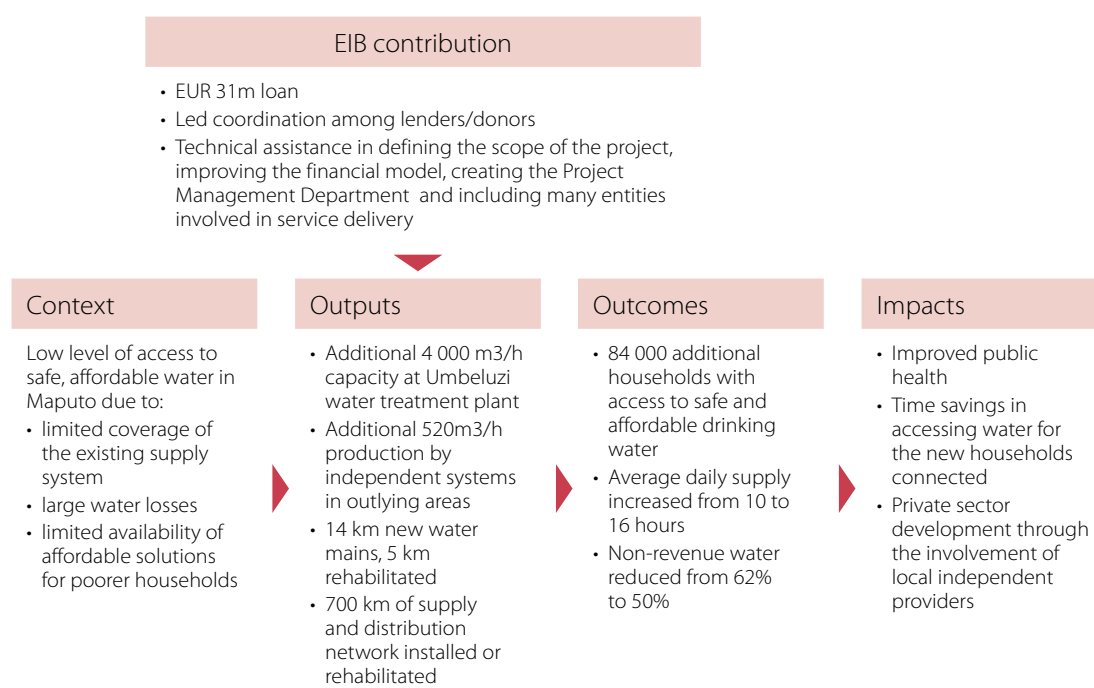 EIB contribution
• EUR 31m loan
• Led coordination among lenders/donors
• Technical assistance in defining the scope of the project,
improving the financial model, creating the Project
Management Department and including many entities
involved in service delivery
Context
Low level of access to
safe, affordable water in
Maputo due to:
• limited coverage of
the existing supply
system
• large water losses
• limited availability of
affordable solutions
for poorer households
Outputs
• Additional 4 000 m3/h
capacity at Umbeluzi
water treatment plant
• Additional 520m3/h
production by
independent systems
in outlying areas
• 14 km new water
mains, 5 km
rehabilitated
• 700 km of supply
and distribution
network installed or
rehabilitated
Outcomes
• 84 000 additional
households with
access to safe and
affordable drinking
water
• Average daily supply
increased from 10 to
16 hours
• Non-revenue water
reduced from 62%
to 50%
Impacts
• Improved public
health
• Time savings in
accessing water for
the new households
connected
• Private sector
development through
the involvement of
local independent
providers